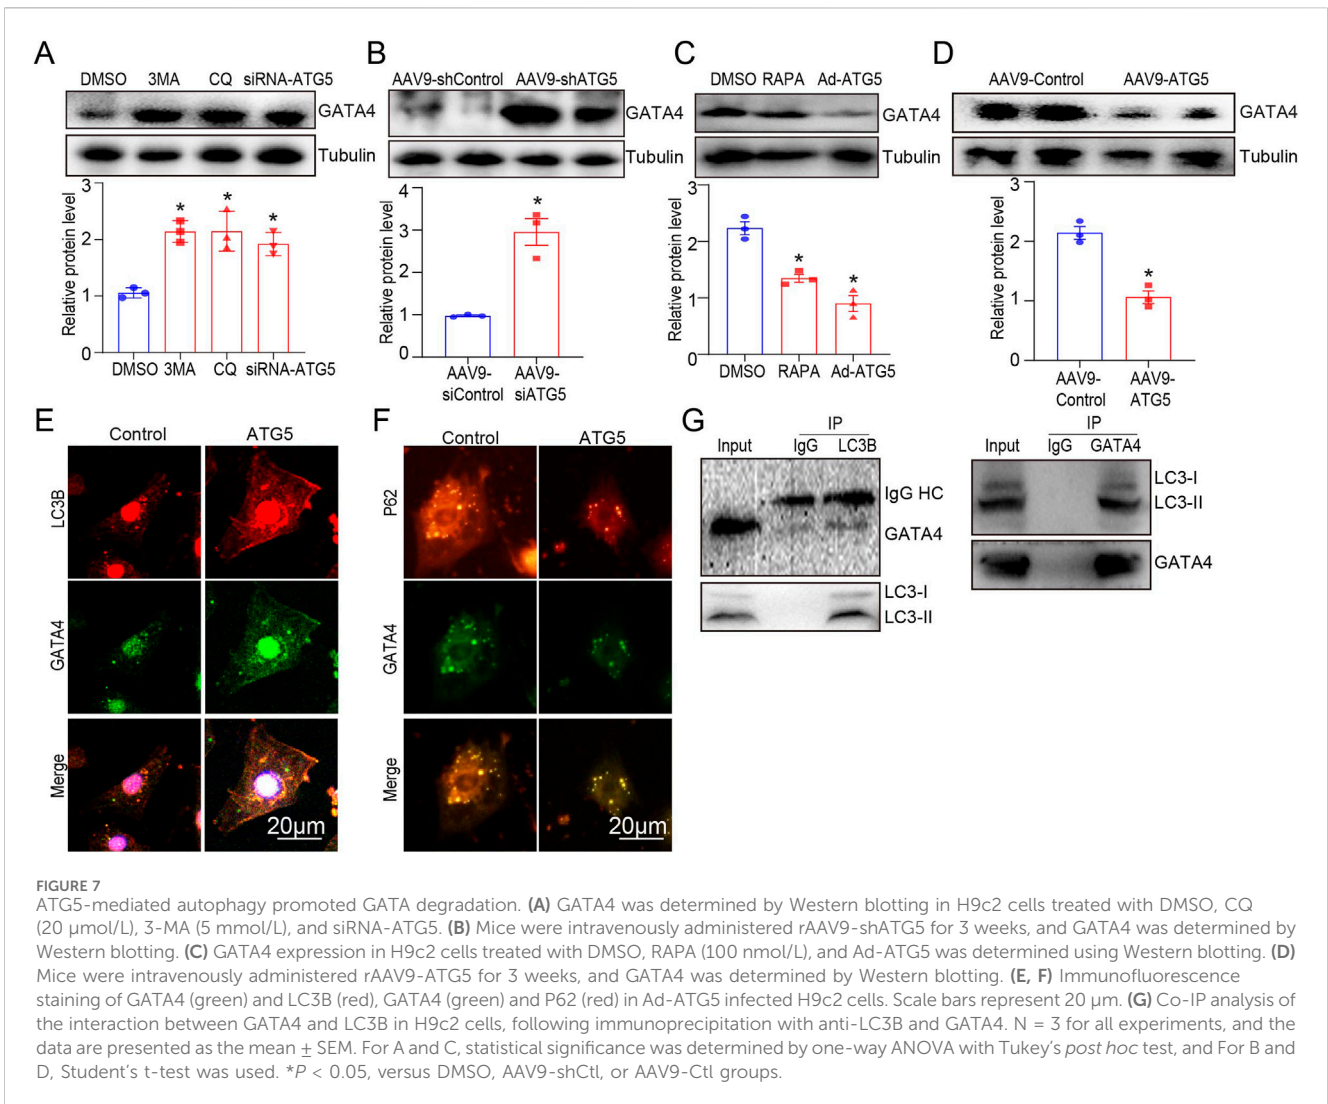 A
DMSO 3MA CQ siRNA-ATG5
GATA4
Tubulin
Relative protein level
3
2
1
0
* * *
DMSO 3MA CQ siRNA-ATG5
B
AAV9-shControl AAV9-shATG5
GATA4
Tubulin
Relative protein level
4
3
2
1
0
*
AAV9-
siControl
AAV9-
siATG5
C
DMSO RAPA Ad-ATG5
GATA4
Tubulin
Relative protein level
3
2
1
0
* *
DMSO RAPA Ad-ATG5
D
AAV9-Control AAV9-ATG5
GATA4
Tubulin
Relative protein level
3
2
1
0
*
AAV9-
Control
AAV9-
ATG5
E
Control ATG5
LC3B
GATA4
Merge
20μm
F
Control ATG5
P62
GATA4
Merge
20μm
G
IP
Input IgG LC3B
IgG HC
GATA4
LC3-I
LC3-II
IP
Input IgG GATA4
LC3-I
LC3-II
GATA4
FIGURE 7
ATG5-mediated autophagy promoted GATA degradation. (A) GATA4 was determined by Western blotting in H9c2 cells treated with DMSO, CQ
(20 μmol/L), 3-MA (5 mmol/L), and siRNA-ATG5. (B) Mice were intravenously administered rAAV9-shATG5 for 3 weeks, and GATA4 was determined by
Western blotting. (C) GATA4 expression in H9c2 cells treated with DMSO, RAPA (100 nmol/L), and Ad-ATG5 was determined using Western blotting. (D)
Mice were intravenously administered rAAV9-ATG5 for 3 weeks, and GATA4 was determined by Western blotting. (E, F) Immunofluorescence
staining of GATA4 (green) and LC3B (red), GATA4 (green) and P62 (red) in Ad-ATG5 infected H9c2 cells. Scale bars represent 20 μm. (G) Co-IP analysis of
the interaction between GATA4 and LC3B in H9c2 cells, following immunoprecipitation with anti-LC3B and GATA4. N = 3 for all experiments, and the
data are presented as the mean ± SEM. For A and C, statistical significance was determined by one-way ANOVA with Tukey's post hoc test, and For B and
D, Student's t-test was used. *P < 0.05, versus DMSO, AAV9-shCtl, or AAV9-Ctl groups.